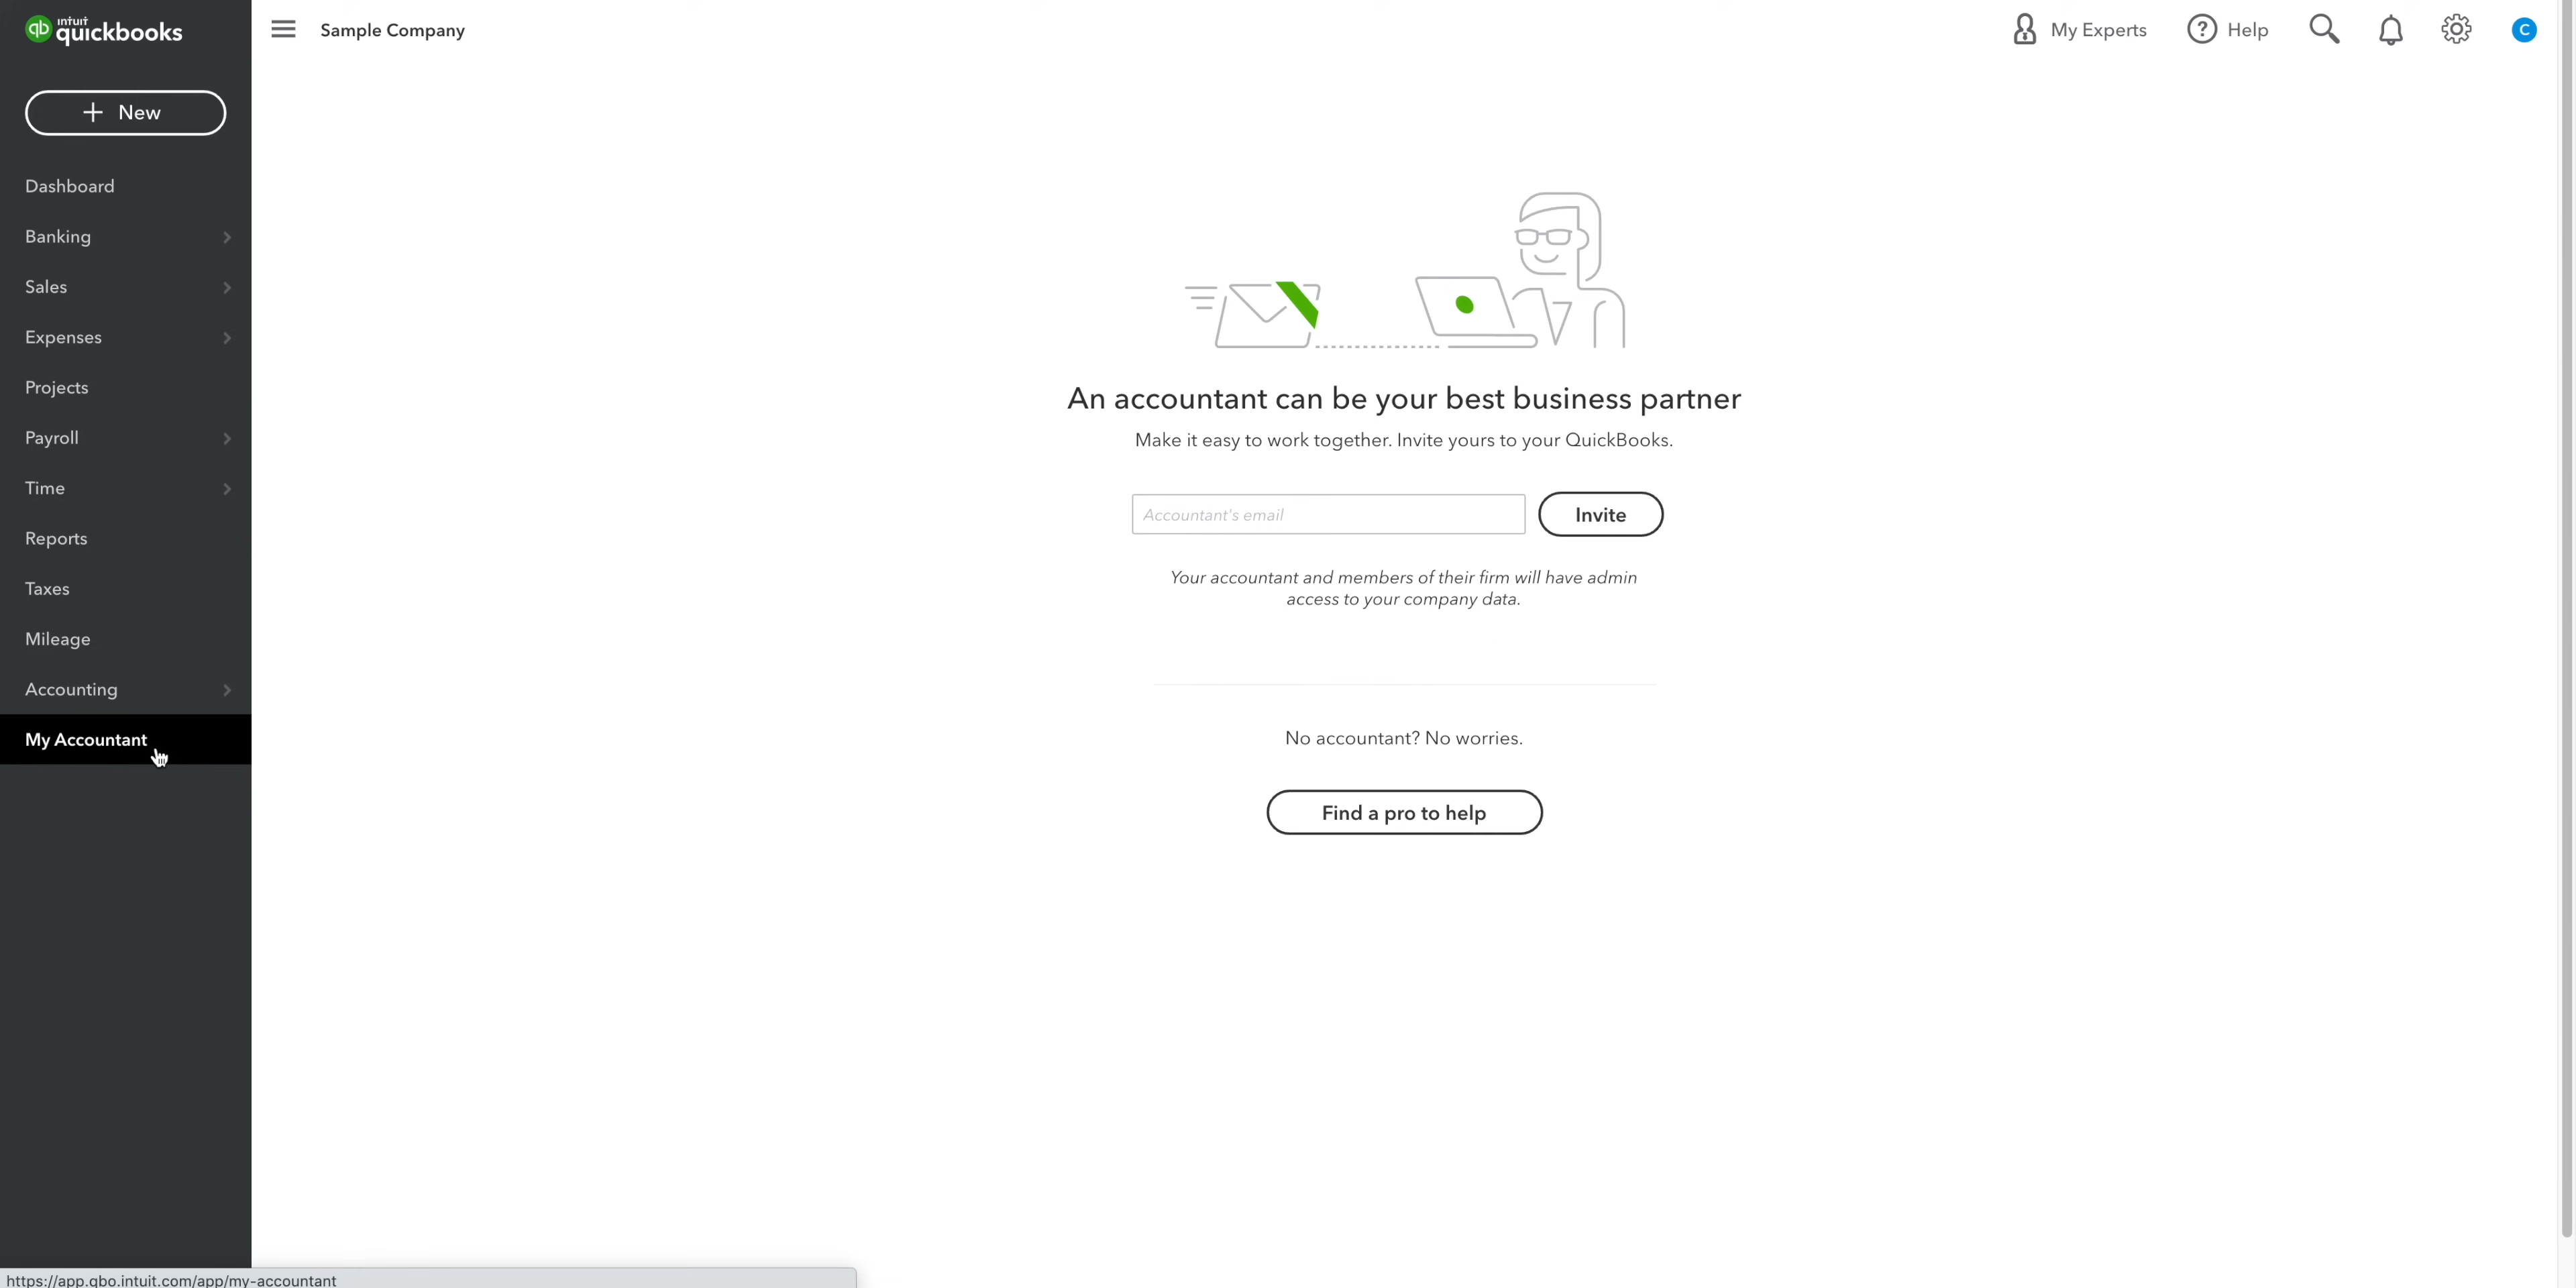 intuit
qb quickbooks
Sample Company
My Experts
Help
C
+ New
Dashboard
Banking
Sales
Expenses
Projects
Payroll
Time
Reports
Taxes
Mileage
Accounting
My Accountant
An accountant can be your best business partner
Make it easy to work together. Invite yours to your QuickBooks.
Accountant's email
Invite
Your accountant and members of their firm will have admin
access to your company data.
No accountant? No worries.
Find a pro to help
https://app.qbo.intuit.com/app/my-accountant